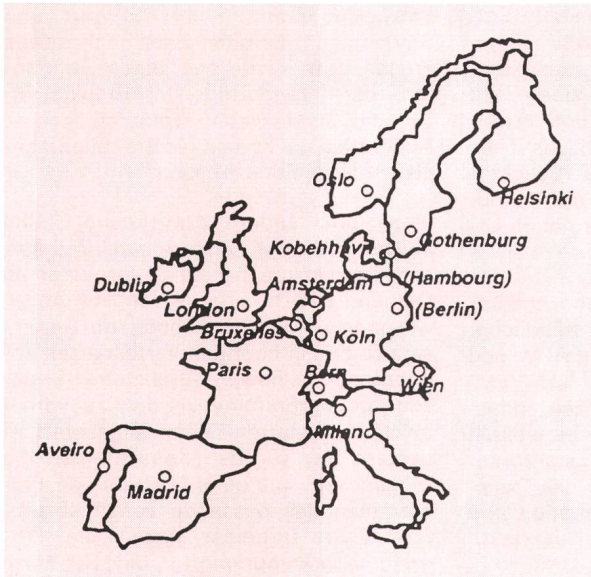 Oslo
Helsinki
Gothenburg
Kobehhavn
(Hambourg)
Dublin
Amsterdam
London
(Berlin)
Bruxelles
Köln
Paris
Bern
Wien
Milano
Aveiro
Madrid